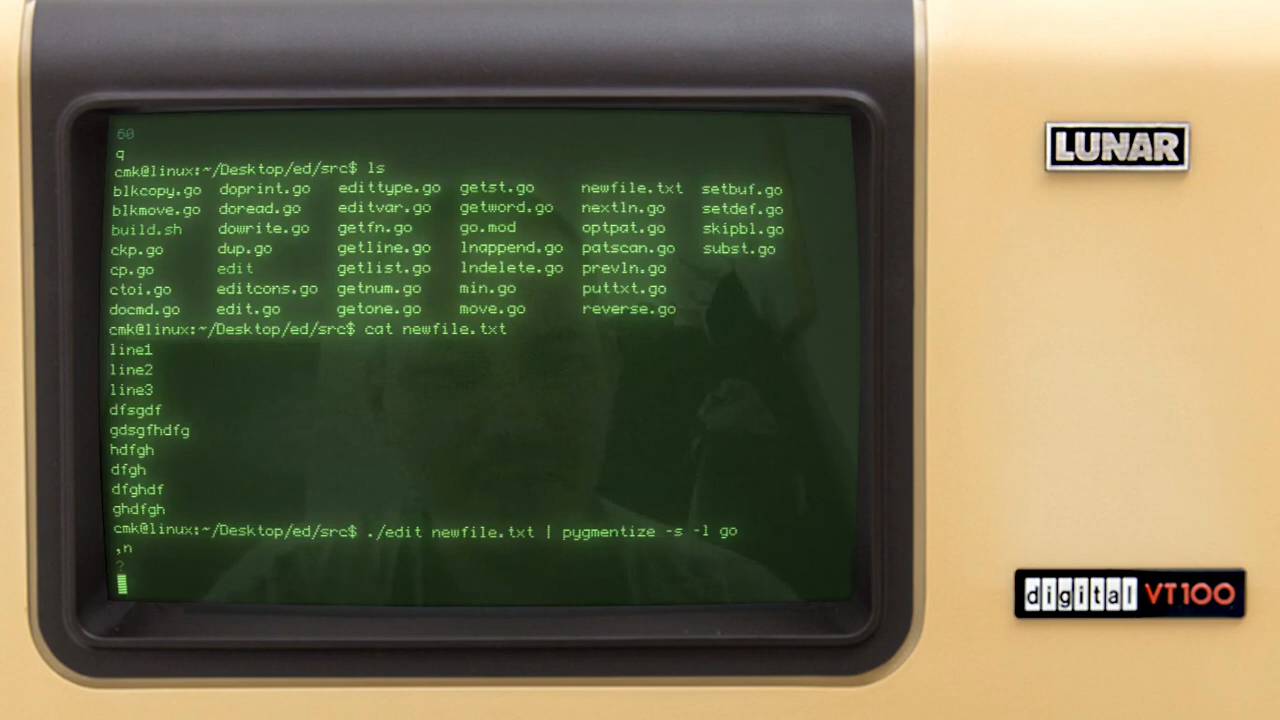 60
q
cmk@linux:~/Desktop/ed/src$ ls
blkcopy.go doprint.go edittype.go getst.go newfile.txt setbuf.go
blkmove.go doread.go editvar.go getword.go nextln.go setdef.go
build.sh dowrite.go getfn.go go.mod optpat.go skipbl.go
ckp.go dup.go getline.go lnappend.go patscan.go subst.go
cp.go edit getlist.go lndelete.go prevln.go
ctoi.go editcons.go getnum.go min.go puttxt.go
docmd.go edit.go getone.go move.go reverse.go
cmk@linux:~/Desktop/ed/src$ cat newfile.txt
line1
line2
line3
dfsgdf
gdsgfhdfg
hdfgh
dfgh
dfghdf
ghdfgh
cmk@linux:~/Desktop/ed/src$ ./edit newfile.txt | pygmentize -s -l go
,n
?
LUNAR
digital VT100